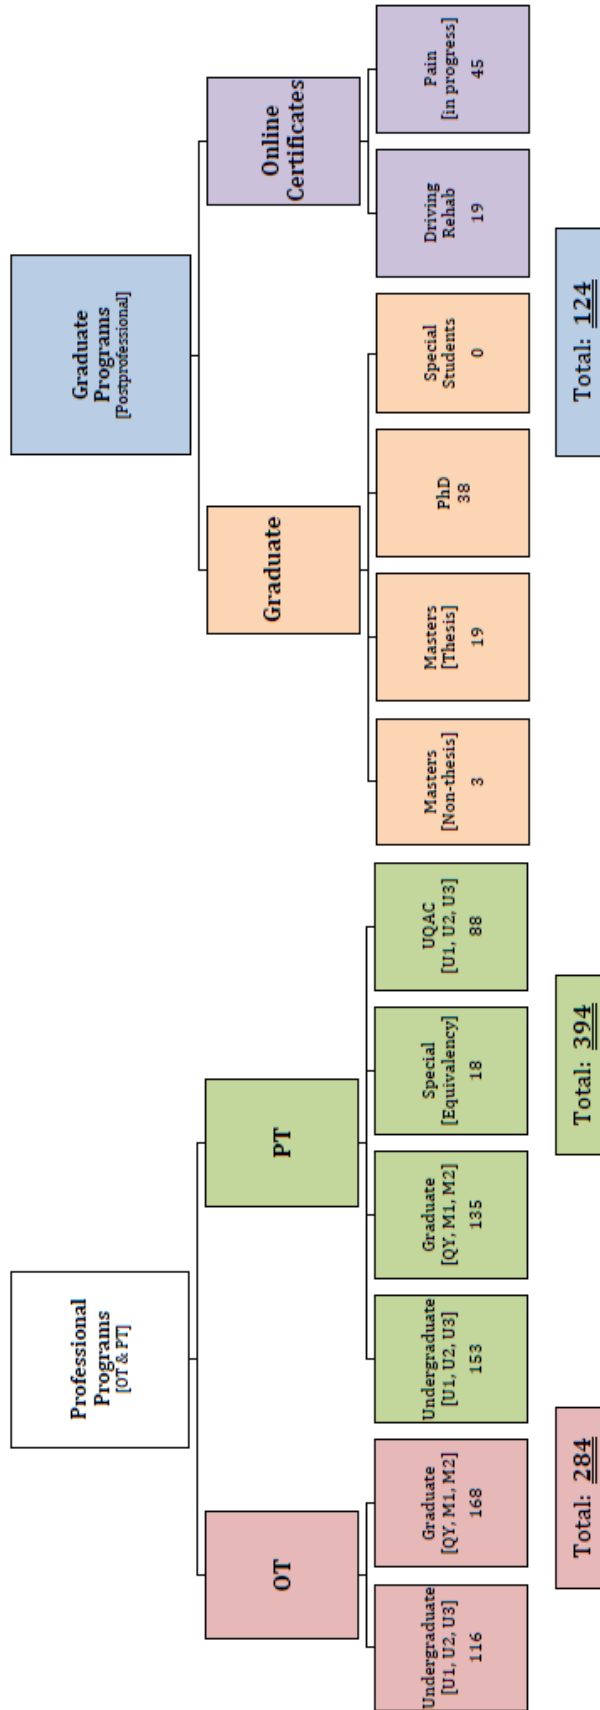 Professional
Programs
[OT & PT]
Graduate
Programs
[Postprofessional]
OT
PT
Graduate
Online
Certificates
Undergraduate
[U1, U2, U3]
116
Graduate
[QY, M1, M2]
168
Undergraduate
[U1, U2, U3]
153
Graduate
[QY, M1, M2]
135
Special
[Equivalency]
18
UQAC
[U1, U2, U3]
88
Masters
[Non-thesis]
3
Masters
[Thesis]
19
PhD
38
Special
Students
0
Driving
Rehab
19
Pain
[in progress]
45
Total: 284
Total: 394
Total: 124